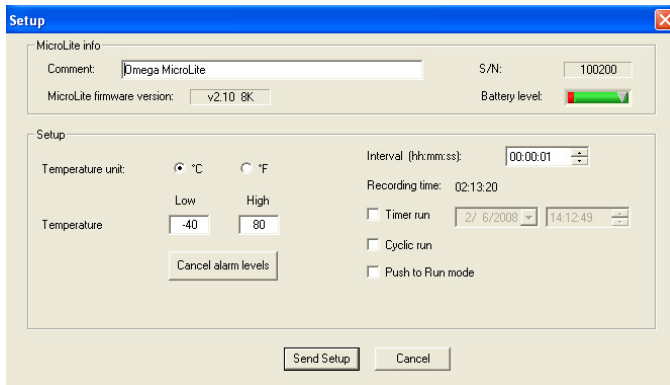 Setup
MicroLite info
Comment: Omega MicroLite S/N: 100200
MicroLite firmware version: v2.10 8K Battery level:
Setup
Temperature unit: °C °F Interval (hh:mm:ss): 00:00:01
Recording time: 02:13:20
Low High Timer run 2/ 6/2008 14:12:49
Temperature -40 80
Cyclic run
Cancel alarm levels Push to Run mode
Send Setup Cancel